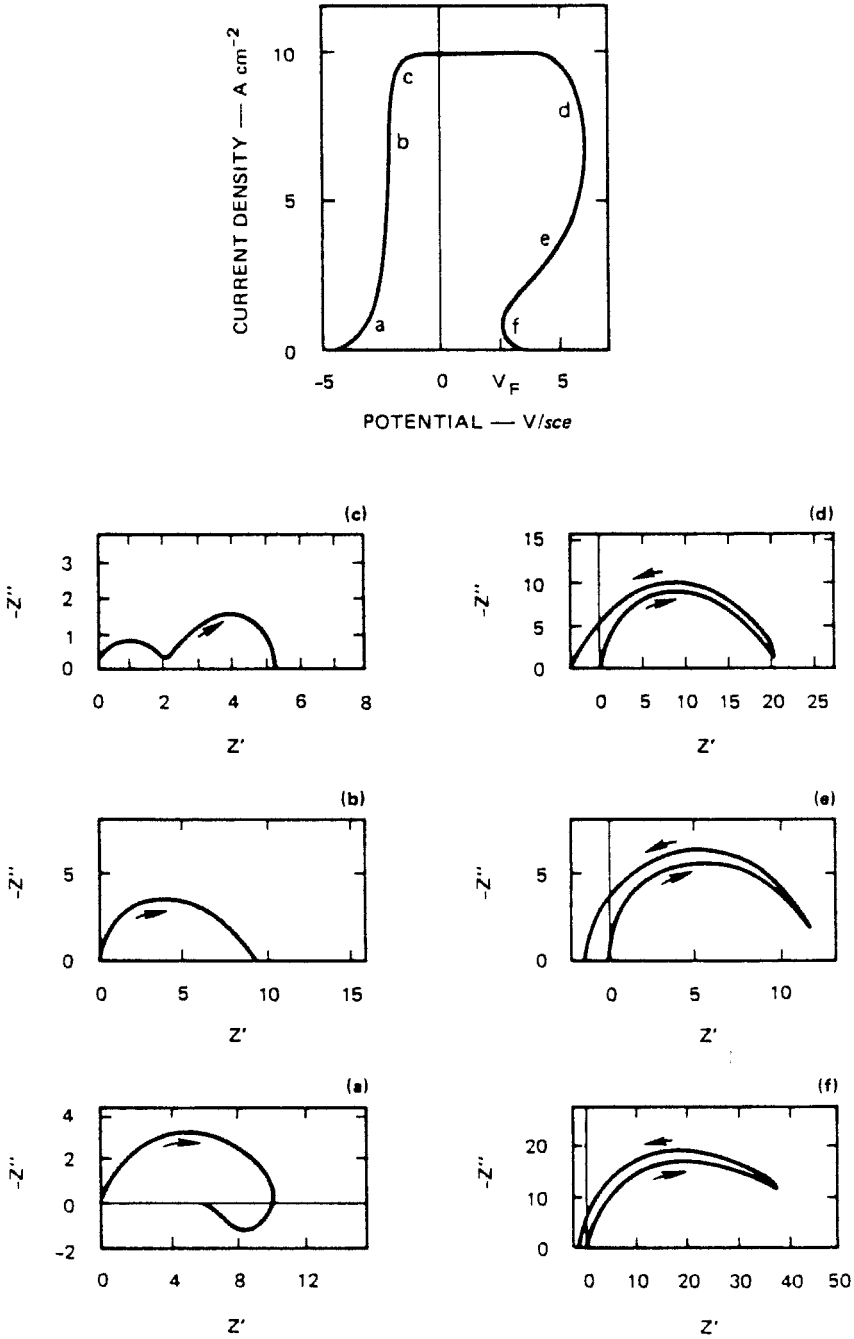 CURRENT DENSITY — A cm⁻²
10
5
0
c
b
a
d
e
f
-5 0 V_F 5
POTENTIAL — V/sce
(c)
-Z''
3
2
1
0
0 2 4 6 8
Z'
(d)
-Z''
15
10
5
0
0 5 10 15 20 25
Z'
(b)
-Z''
5
0
0 5 10 15
Z'
(e)
-Z''
5
0
0 5 10
Z'
(a)
-Z''
4
2
0
-2
0 4 8 12
Z'
(f)
-Z''
20
10
0
0 10 20 30 40 50
Z'